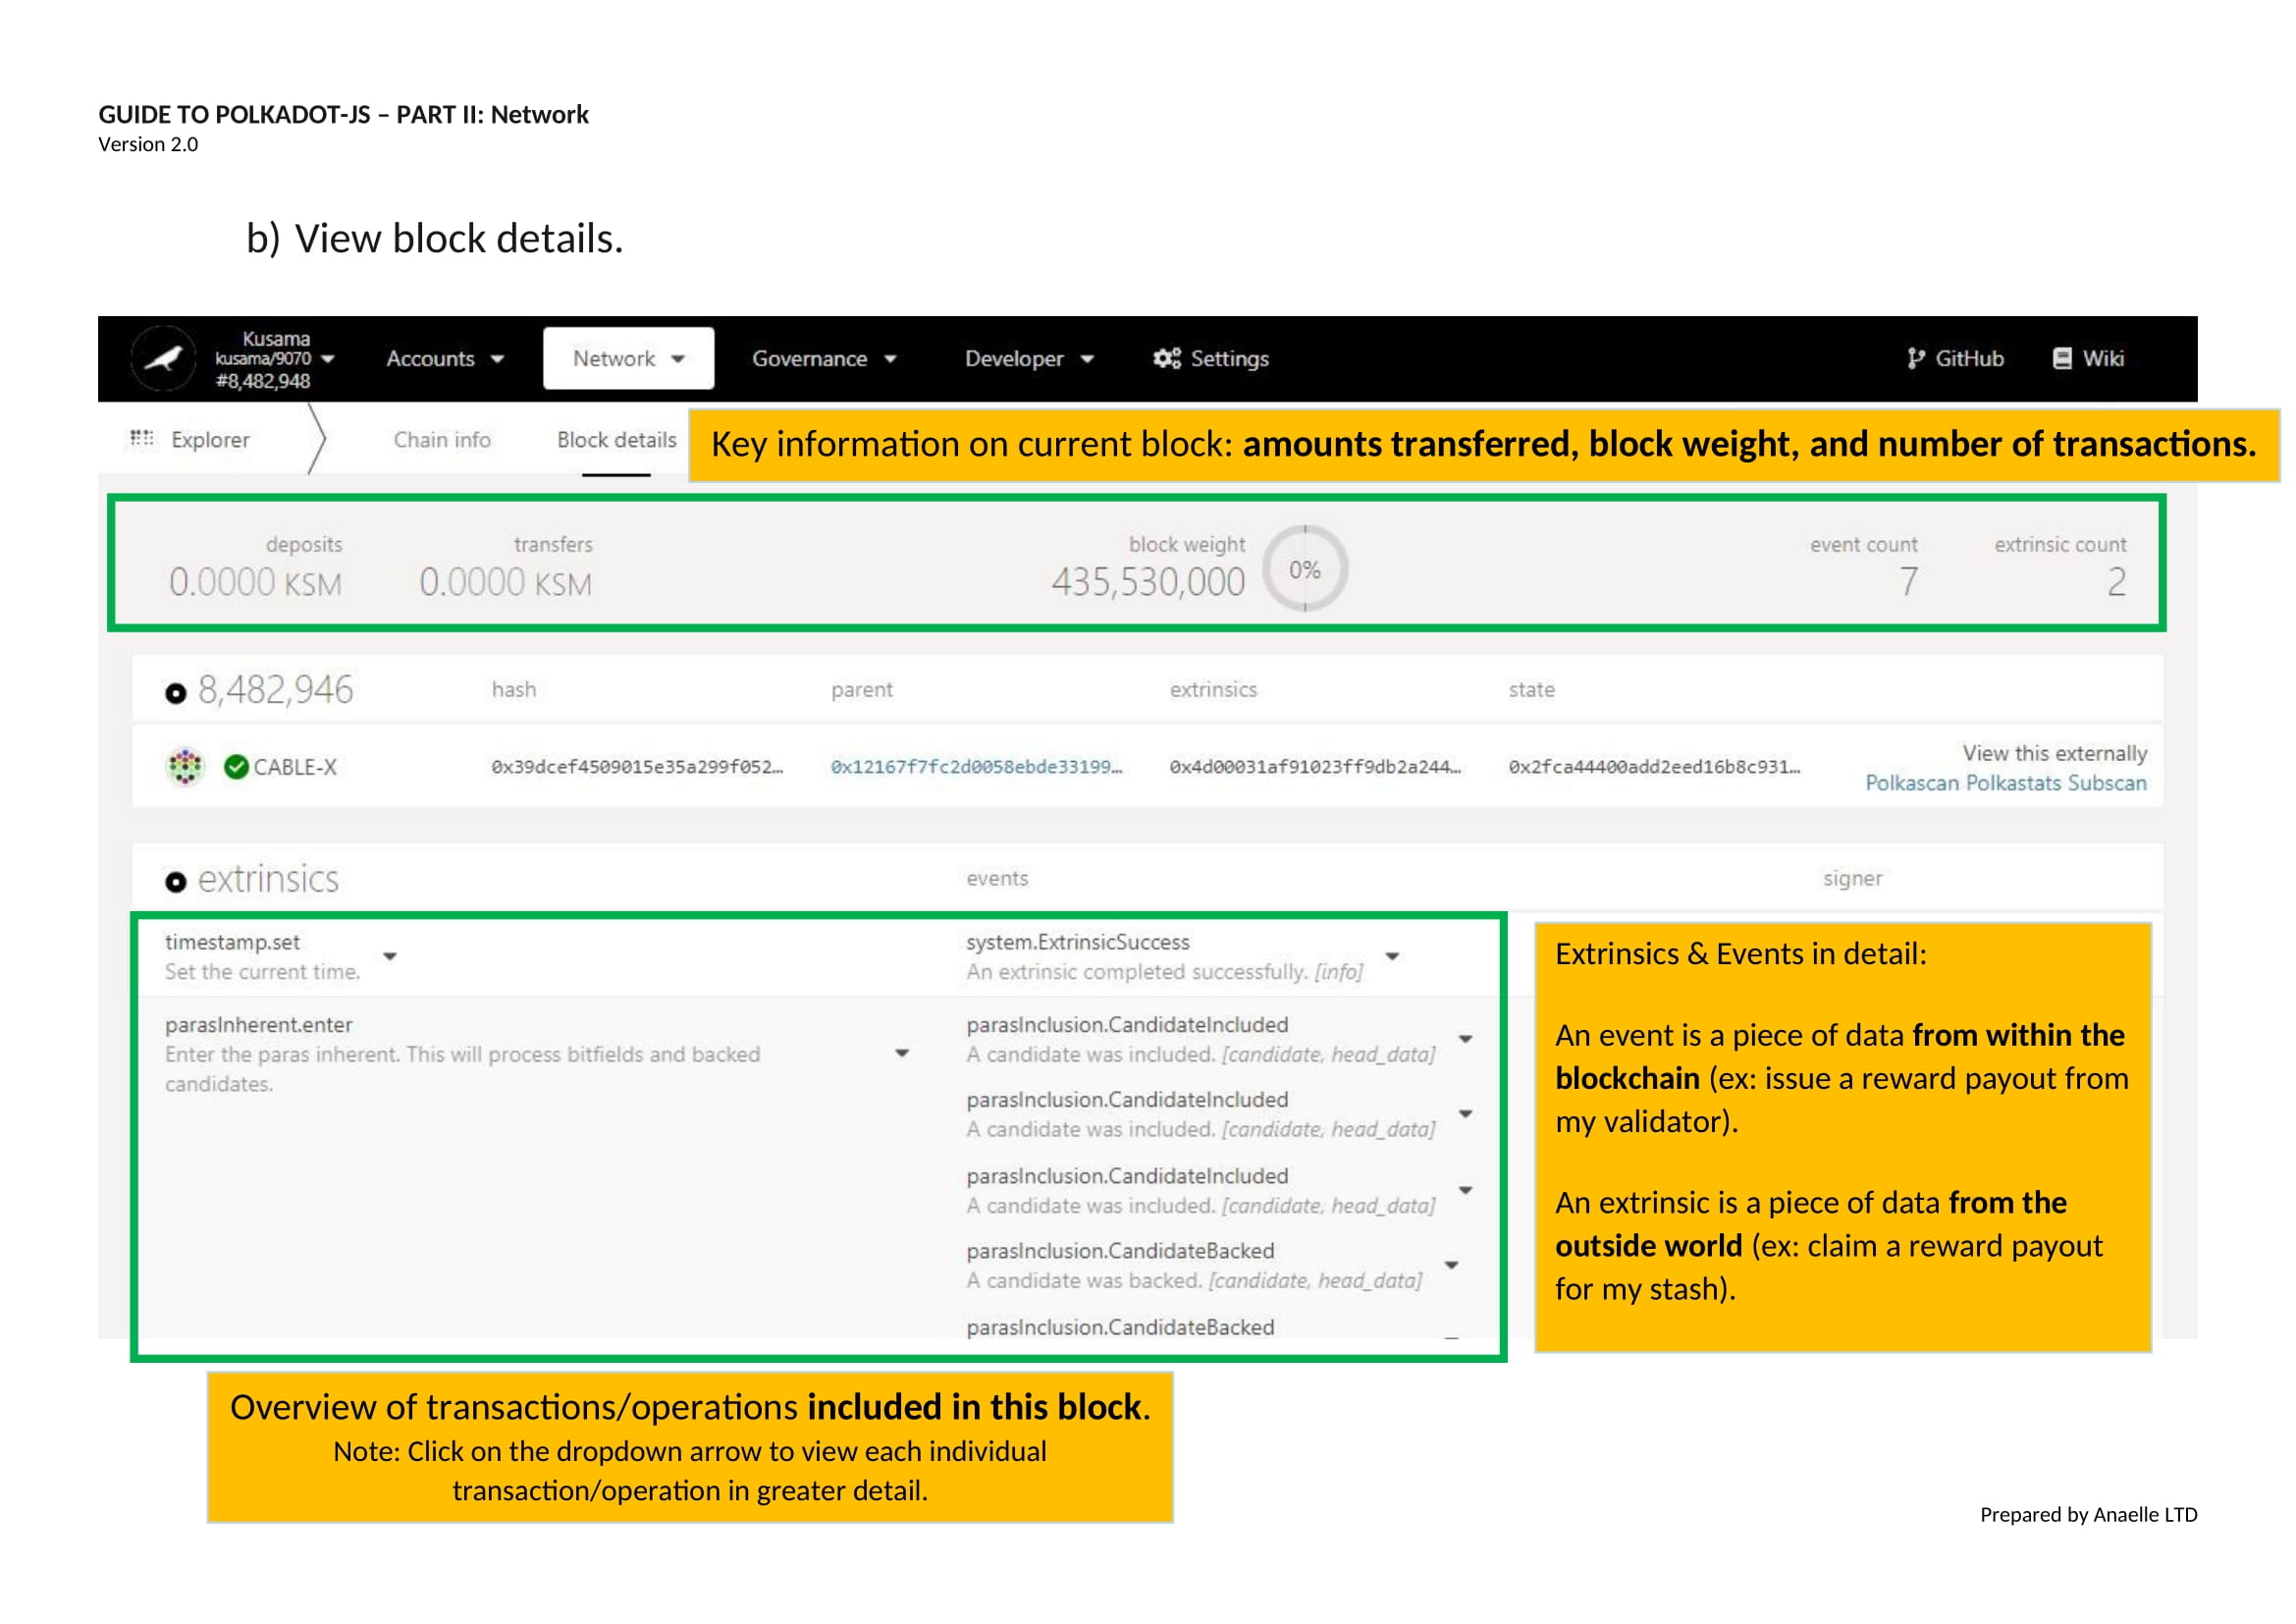 GUIDE TO POLKADOT-JS – PART II: Network
Version 2.0
b) View block details.
Kusama
kusama/9070
#8,482,948
Accounts
Network
Governance
Developer
Settings
GitHub
Wiki
Explorer
Chain info
Block details
Key information on current block: amounts transferred, block weight, and number of transactions.
deposits
0.0000 KSM
transfers
0.0000 KSM
block weight
435,530,000
0%
event count
7
extrinsic count
2
8,482,946
hash
parent
extrinsics
state
CABLE-X
0x39dcef4509015e35a299f052…
0x12167f7fc2d0058ebde33199…
0x4d00031af91023ff9db2a244…
0x2fca44400add2eed16b8c931…
View this externally
Polkascan Polkastats Subscan
extrinsics
events
signer
timestamp.set
Set the current time.
system.ExtrinsicSuccess
An extrinsic completed successfully. [info]
parasInherent.enter
Enter the paras inherent. This will process bitfields and backed
candidates.
parasInclusion.CandidateIncluded
A candidate was included. [candidate, head_data]
parasInclusion.CandidateIncluded
A candidate was included. [candidate, head_data]
parasInclusion.CandidateIncluded
A candidate was included. [candidate, head_data]
parasInclusion.CandidateBacked
A candidate was backed. [candidate, head_data]
parasInclusion.CandidateBacked
Extrinsics & Events in detail:
An event is a piece of data from within the
blockchain (ex: issue a reward payout from
my validator).
An extrinsic is a piece of data from the
outside world (ex: claim a reward payout
for my stash).
Overview of transactions/operations included in this block.
Note: Click on the dropdown arrow to view each individual
transaction/operation in greater detail.
Prepared by Anaelle LTD